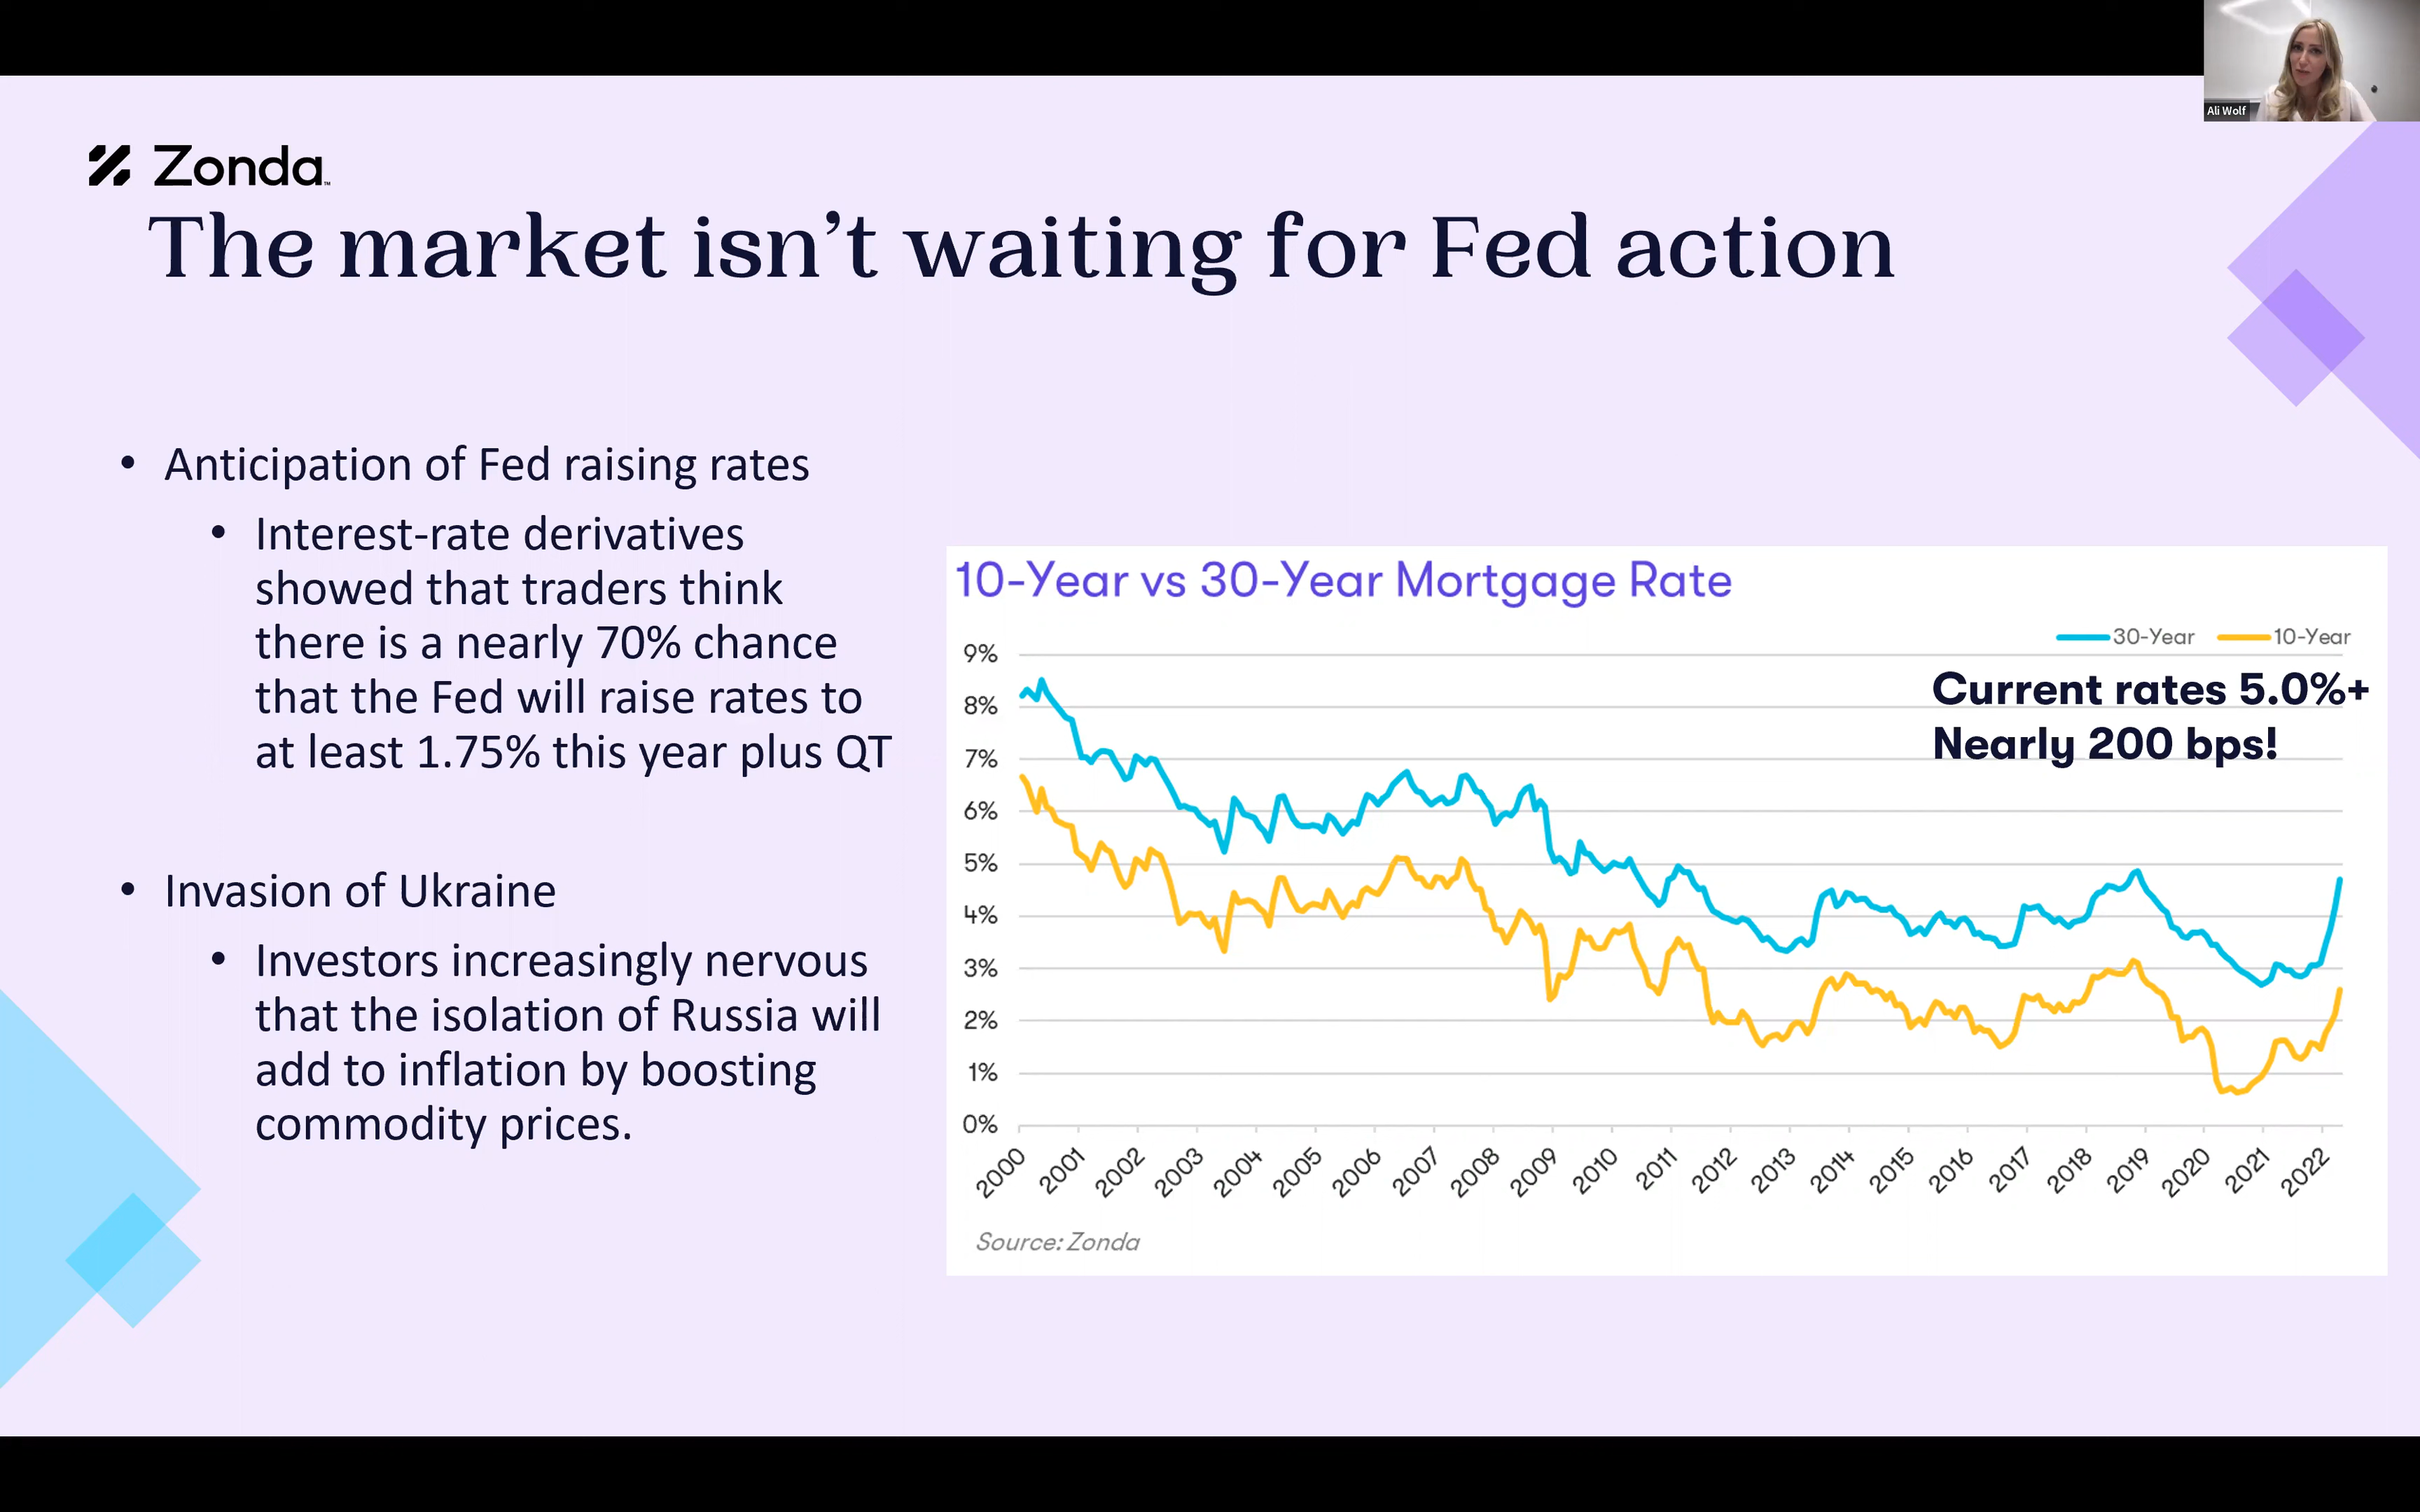 Ali Wolf
Zonda™
The market isn’t waiting for Fed action
• Anticipation of Fed raising rates
• Interest-rate derivatives
showed that traders think
there is a nearly 70% chance
that the Fed will raise rates to
at least 1.75% this year plus QT
• Invasion of Ukraine
• Investors increasingly nervous
that the isolation of Russia will
add to inflation by boosting
commodity prices.
10-Year vs 30-Year Mortgage Rate
30-Year 10-Year
Current rates 5.0%+
Nearly 200 bps!
9%
8%
7%
6%
5%
4%
3%
2%
1%
0%
2000 2001 2002 2003 2004 2005 2006 2007 2008 2009 2010 2011 2012 2013 2014 2015 2016 2017 2018 2019 2020 2021 2022
Source: Zonda